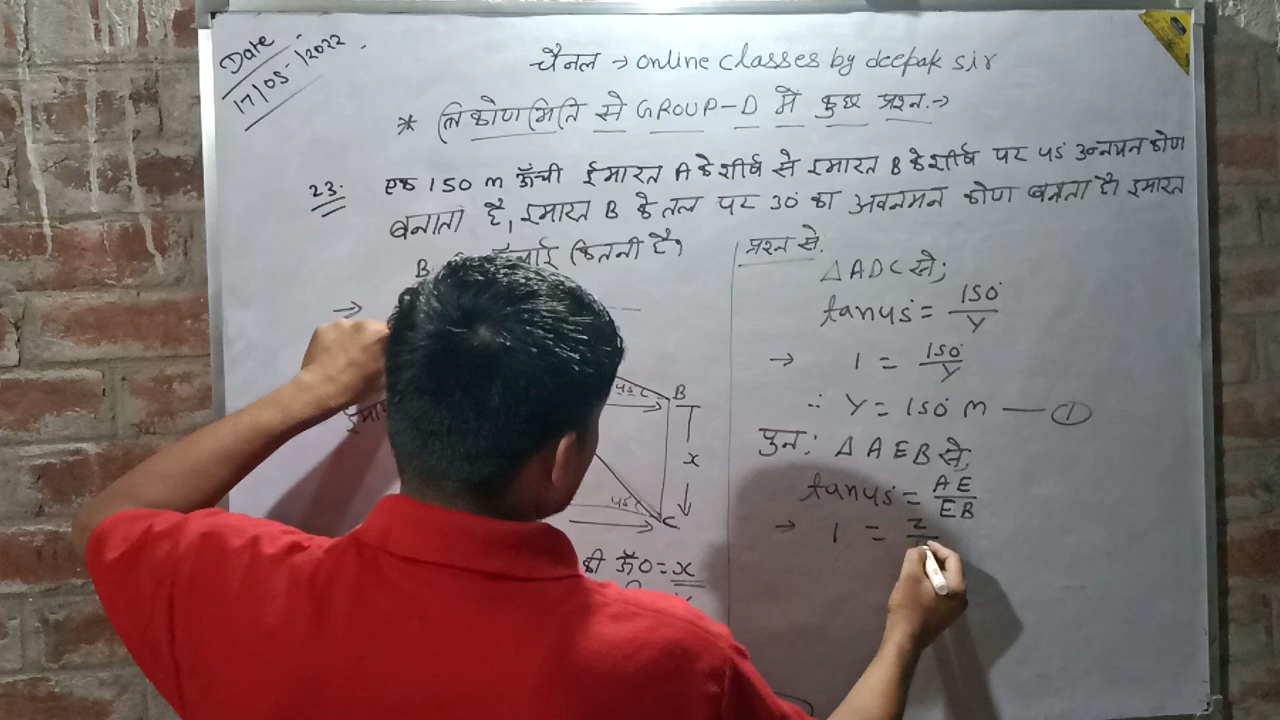 Date
17/05/2022
चैनल → online classes by deepak sir
* त्रिकोणमिति से GROUP-D में कुछ प्रश्न.→
23. एक 150 m ऊँची ईमारत A के शीर्ष से इमारत B के शीर्ष पर 45° उन्नयन कोण
बनाता है, इमारत B के तल पर 30° का अवनमन कोण बनता है। इमारत
B ऊँचाई कितनी है।
→
45° B
x
45° C
की ऊँ0 = x
प्रश्न से.
△ADC से;
tan45° = 150/Y
→ 1 = 150/Y
∴ Y = 150 m — ①
पुन: △AEB से,
tan45° = AE/EB
→ 1 = z